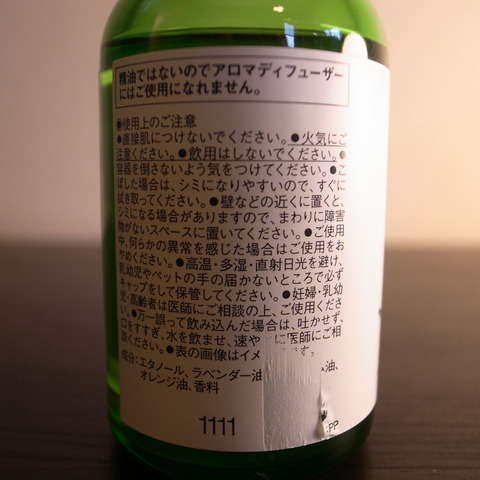 精油ではないのでアロマディフューザー
にはご使用になれません。
◉使用上のご注意
●直接肌につけないでください。●火気にご
注意ください。●飲用はしないでください。●
容器を倒さないよう気をつけてください。●こ
ぼした場合は、シミになりやすいので、すぐに
拭き取ってください。●壁などの近くに置くと、
シミになる場合がありますので、まわりに障害
物がないスペースに置いてください。●ご使用
中、何らかの異常を感じた場合はご使用をお
やめください。●高温・多湿・直射日光を避け、
乳幼児やペットの手の届かないところで必ず
キャップをして保管してください。●妊婦・乳幼
児・高齢者は医師にご相談の上、ご使用くださ
い。●万一誤って飲み込んだ場合は、吐かせず、
口をすすぎ、水を飲ませ、速や に医師にご相
談ください。●表の画像はイメ です。
成分：エタノール、ラベンダー油 油、
オレンジ油、香料
1111
:PP